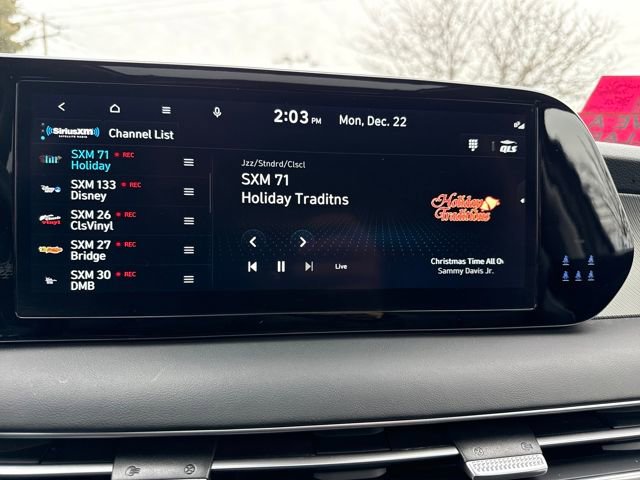 2:03 PM Mon, Dec. 22
SiriusXM
SATELLITE RADIO
Channel List
SXM 71 REC
Holiday
SXM 133 REC
Disney
SXM 26 REC
ClsVinyl
SXM 27 REC
Bridge
SXM 30 REC
DMB
Jzz/Stndrd/Clscl
SXM 71
Holiday Traditns
Live
Holiday
Traditions
Christmas Time All O
Sammy Davis Jr.